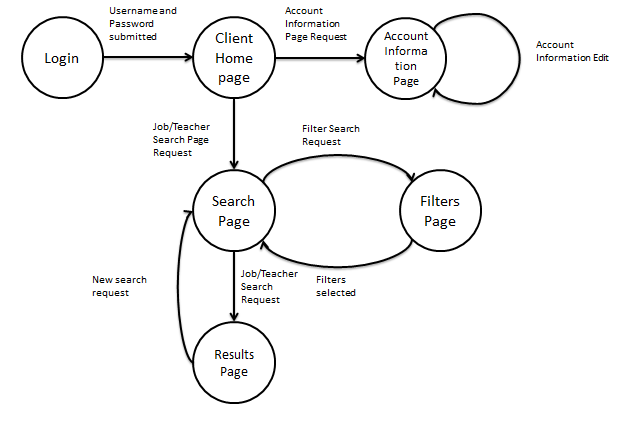 Username and
Password
submitted
Account
Information
Page Request
Login
Client
Home
page
Account
Informa
tion
Page
Account
Information Edit
Job/Teacher
Search Page
Request
Filter Search
Request
Search
Page
Filters
Page
New search
request
Job/Teacher
Search
Request
Filters
selected
Results
Page